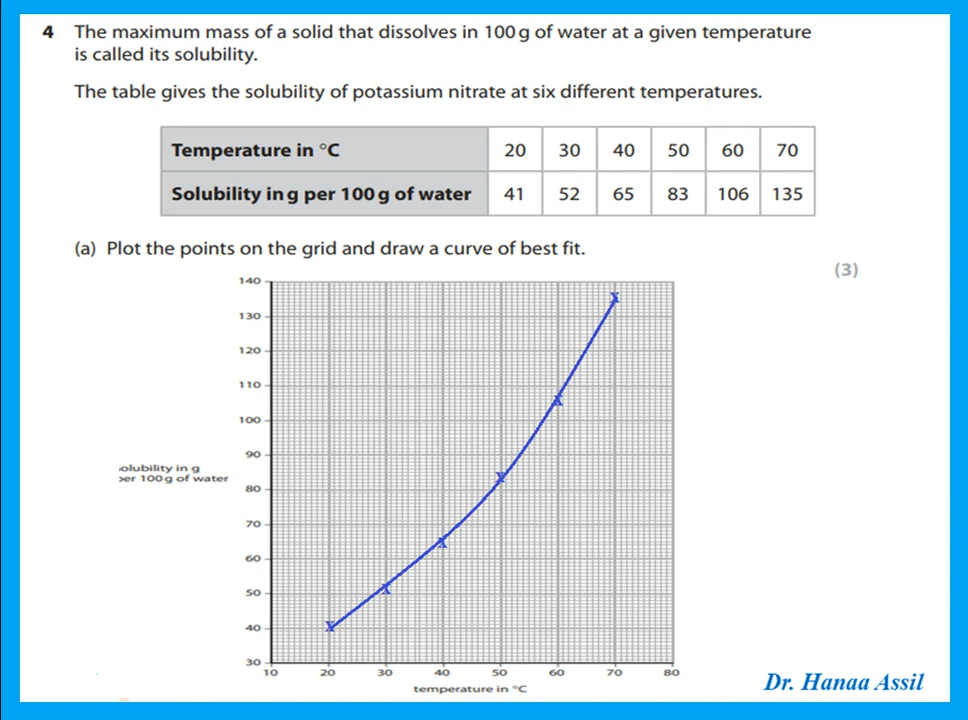 4 The maximum mass of a solid that dissolves in 100 g of water at a given temperature
is called its solubility.
The table gives the solubility of potassium nitrate at six different temperatures.
Temperature in °C 20 30 40 50 60 70
Solubility in g per 100 g of water 41 52 65 83 106 135
(a) Plot the points on the grid and draw a curve of best fit.
(3)
140
130
120
110
100
90
olubility in g
per 100 g of water
80
70
60
50
40
30
10 20 30 40 50 60 70 80
temperature in °C
Dr. Hanaa Assil